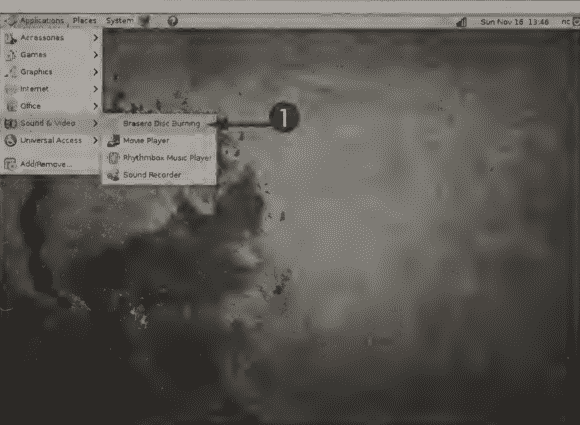 Applications Places System
Sun Nov 16 13:46 nc
Accessories
Games
Graphics
Internet
Office
Sound & Video
Universal Access
Add/Remove...
Brasero Disc Burning
Movie Player
Rhythmbox Music Player
Sound Recorder
1